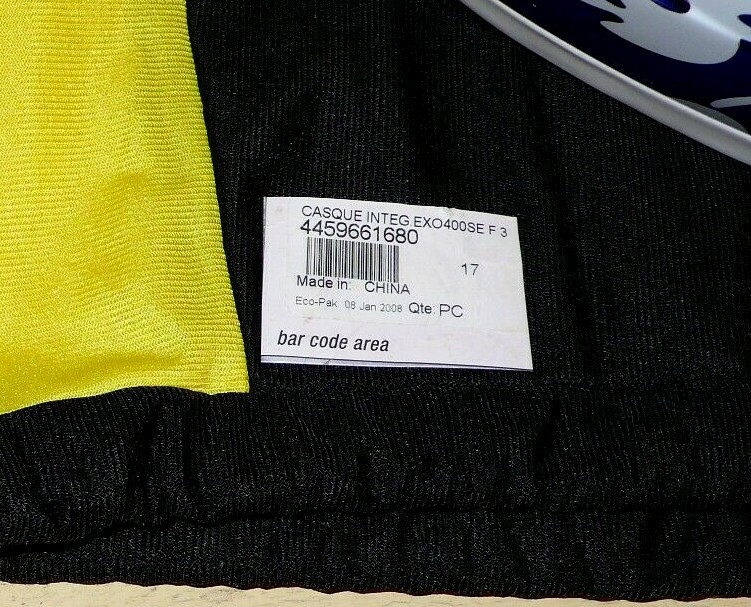 CASQUE INTEG.EXO400SE F 3
4459661680
17
Made in: CHINA
Eco-Pak 08 Jan 2008 Qte: PC
bar code area